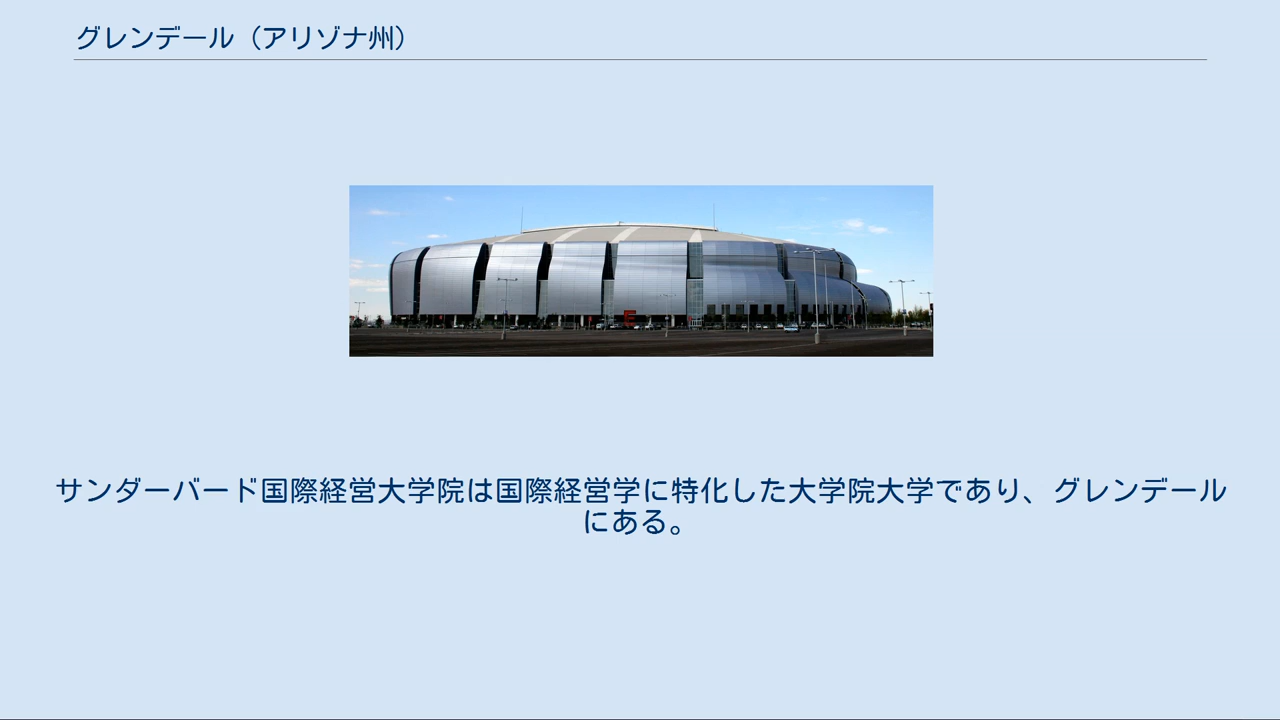 グレンデール（アリゾナ州）
サンダーバード国際経営大学院は国際経営学に特化した大学院大学であり、グレンデール
にある。